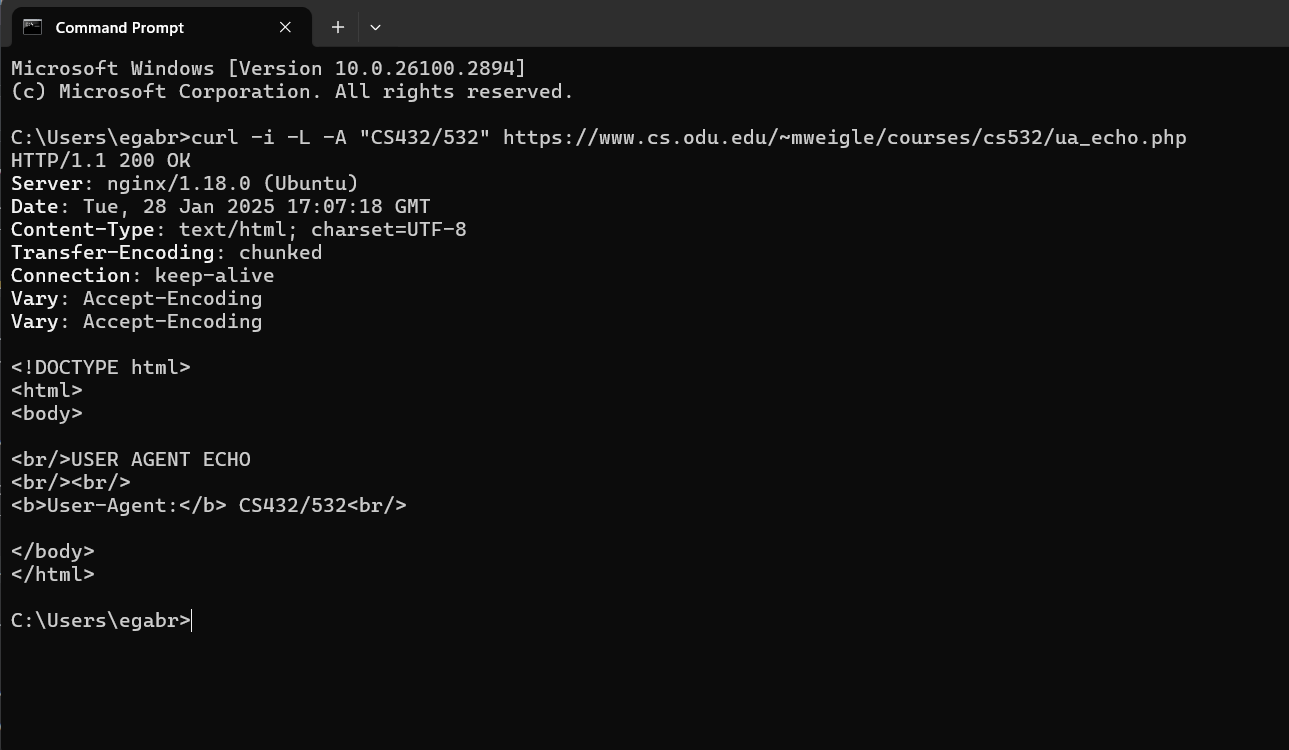 Command Prompt
Microsoft Windows [Version 10.0.26100.2894]
(c) Microsoft Corporation. All rights reserved.
C:\Users\egabr>curl -i -L -A "CS432/532" https://www.cs.odu.edu/~mweigle/courses/cs532/ua_echo.php
HTTP/1.1 200 OK
Server: nginx/1.18.0 (Ubuntu)
Date: Tue, 28 Jan 2025 17:07:18 GMT
Content-Type: text/html; charset=UTF-8
Transfer-Encoding: chunked
Connection: keep-alive
Vary: Accept-Encoding
Vary: Accept-Encoding
<!DOCTYPE html>
<html>
<body>
<br/>USER AGENT ECHO
<br/><br/>
<b>User-Agent:</b> CS432/532<br/>
</body>
</html>
C:\Users\egabr>